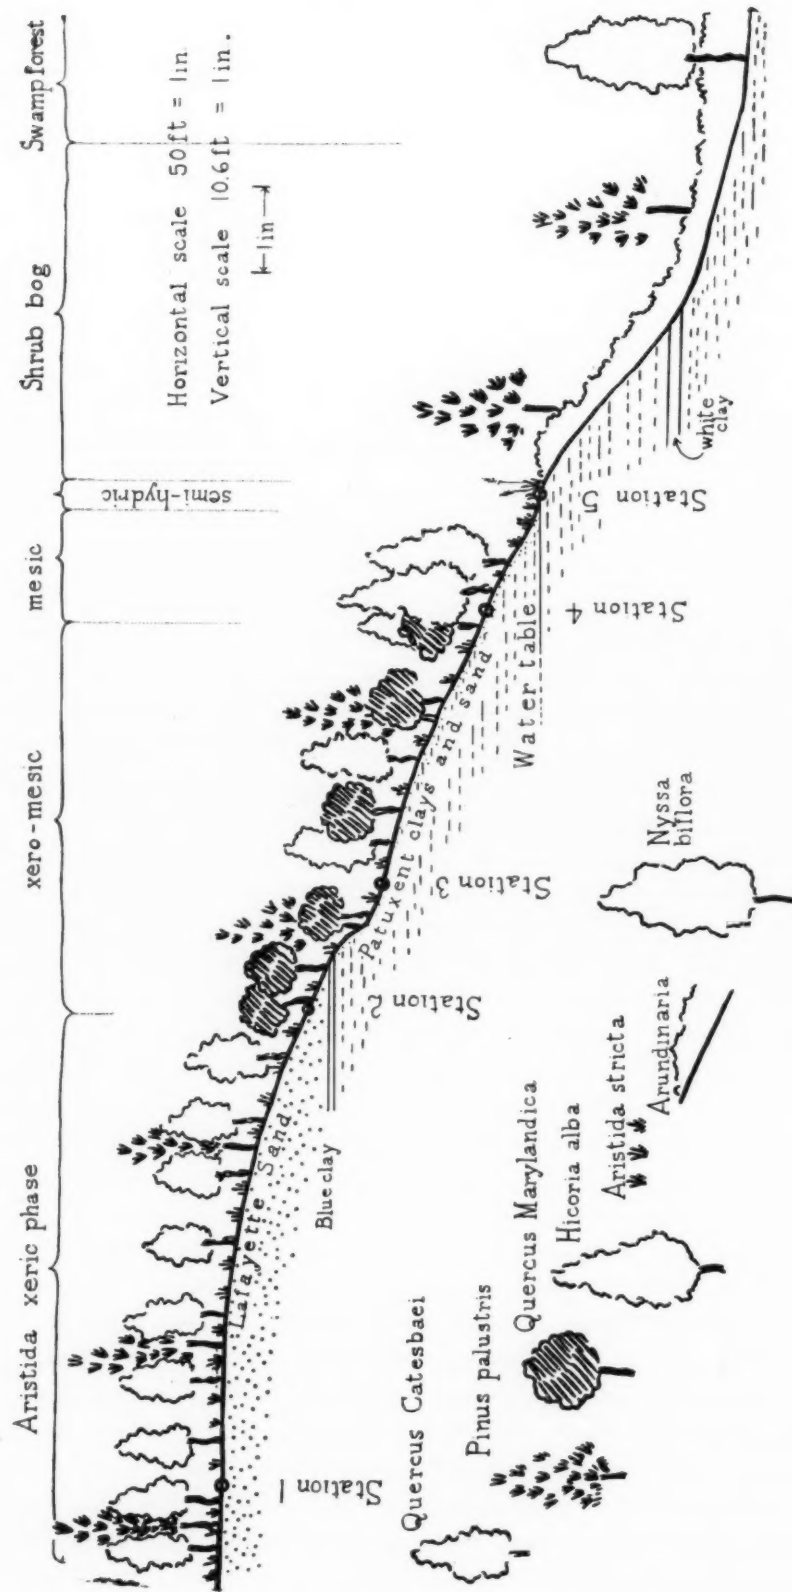 Aristida xeric phase
xero-mesic
mesic
semi-hydric
Shrub bog
Swamp forest
Horizontal scale 50 ft = 1 in
Vertical scale 10.6 ft = 1 in.
1 in
Lafayette Sand
Blue clay
Patuxent clays and sand
Water table
white clay
Station 1
Station 2
Station 3
Station 4
Station 5
Quercus Catesbaei
Pinus palustris
Quercus Marylandica
Hicoria alba
Aristida stricta
Arundinaria
Nyssa
biflora